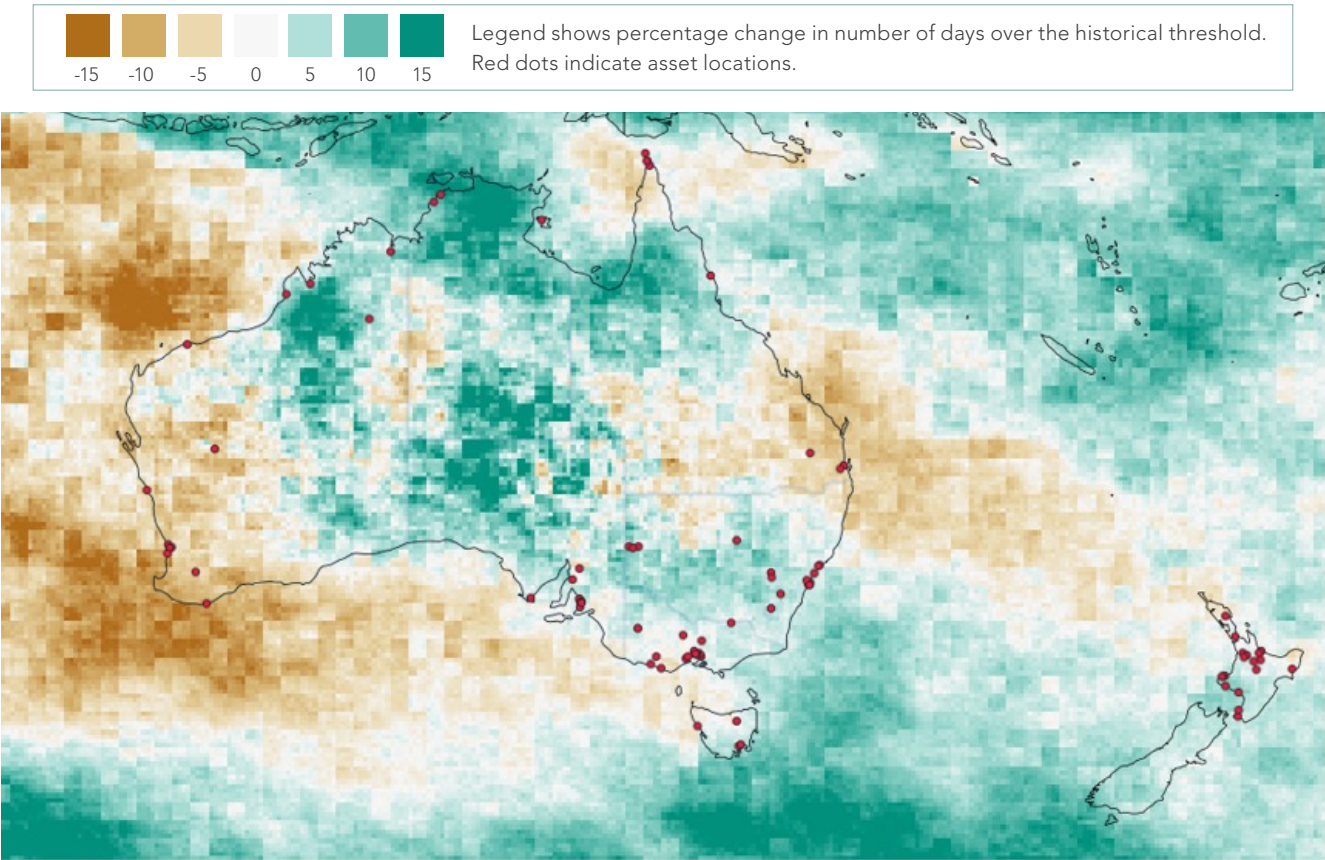 -15 -10 -5 0 5 10 15
Legend shows percentage change in number of days over the historical threshold.
Red dots indicate asset locations.